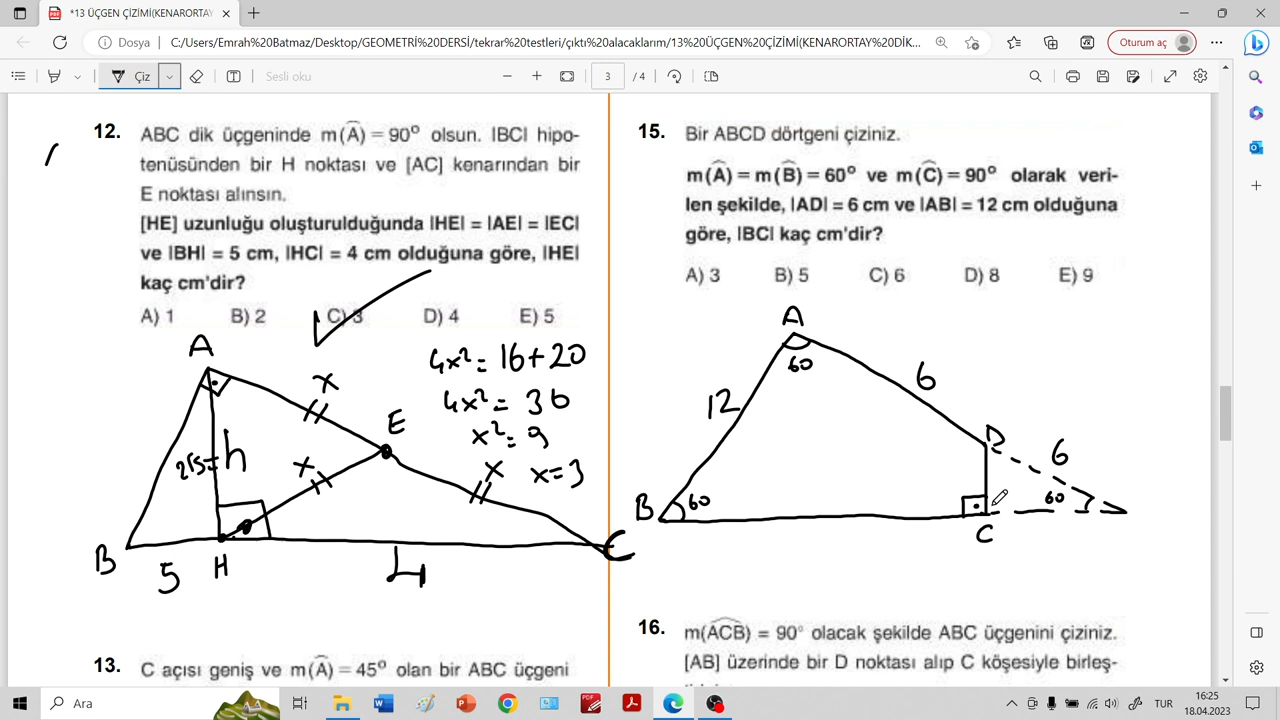 *13 ÜÇGEN ÇİZİMİ(KENARORTAY
Dosya
C:/Users/Emrah%20Batmaz/Desktop/GEOMETRİ%20DERSİ/tekrar%20testleri/çıktı%20alacaklarım/13%20ÜÇGEN%20ÇİZİMİ(KENARORTAY%20DİK...
Oturum aç
Çiz
Sesli oku
3 / 4
12. ABC dik üçgeninde m(A) = 90° olsun. |BC| hipo-
tenüsünden bir H noktası ve [AC] kenarından bir
E noktası alınsın.
[HE] uzunluğu oluşturulduğunda |HE| = |AE| = |EC|
ve |BH| = 5 cm, |HC| = 4 cm olduğuna göre, |HE|
kaç cm'dir?
A) 1 B) 2 C) 3 D) 4 E) 5
A
x
E
x
x
h
B
5
H
4
C
4x² = 16+20
4x² = 36
x² = 9
x = 3
13. C açısı geniş ve m(A) = 45° olan bir ABC üçgeni
15. Bir ABCD dörtgeni çiziniz.
m(A) = m(B) = 60° ve m(C) = 90° olarak veri-
len şekilde, |AD| = 6 cm ve |AB| = 12 cm olduğuna
göre, |BC| kaç cm'dir?
A) 3 B) 5 C) 6 D) 8 E) 9
A
60
12
6
D
6
B
60
60
C
16. m(ACB) = 90° olacak şekilde ABC üçgenini çiziniz.
[AB] üzerinde bir D noktası alıp C köşesiyle birleş-
Ara
TUR
16:25
18.04.2023